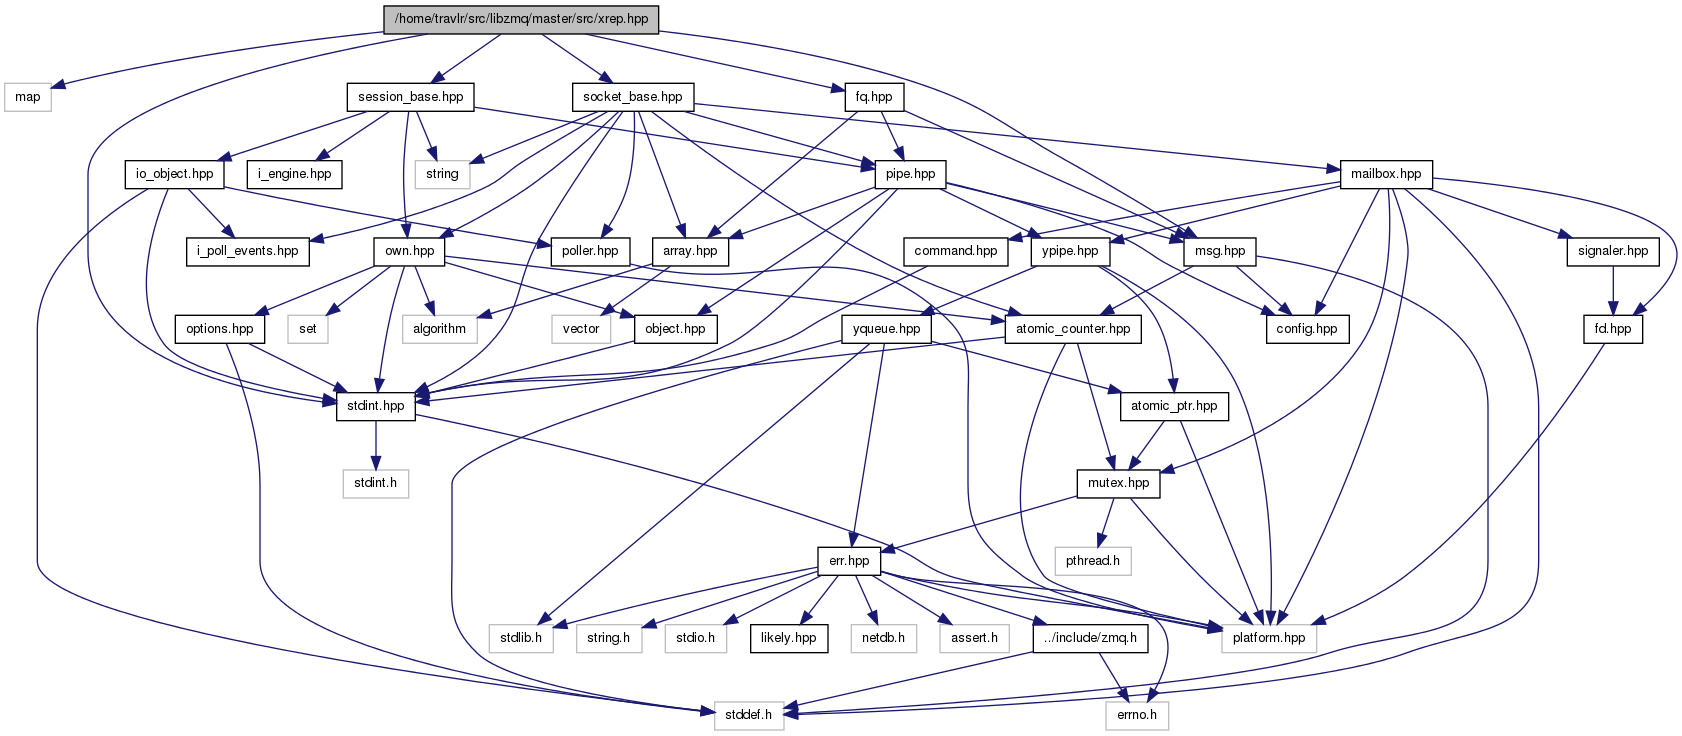 /home/travlr/src/libzmq/master/src/xrep.hpp
map
session_base.hpp
socket_base.hpp
fq.hpp
io_object.hpp
i_engine.hpp
string
pipe.hpp
mailbox.hpp
i_poll_events.hpp
own.hpp
poller.hpp
array.hpp
command.hpp
ypipe.hpp
msg.hpp
signaler.hpp
options.hpp
set
algorithm
vector
object.hpp
yqueue.hpp
atomic_counter.hpp
config.hpp
fd.hpp
stdint.hpp
atomic_ptr.hpp
stdint.h
mutex.hpp
err.hpp
pthread.h
stdlib.h
string.h
stdio.h
likely.hpp
netdb.h
assert.h
../include/zmq.h
platform.hpp
stddef.h
errno.h